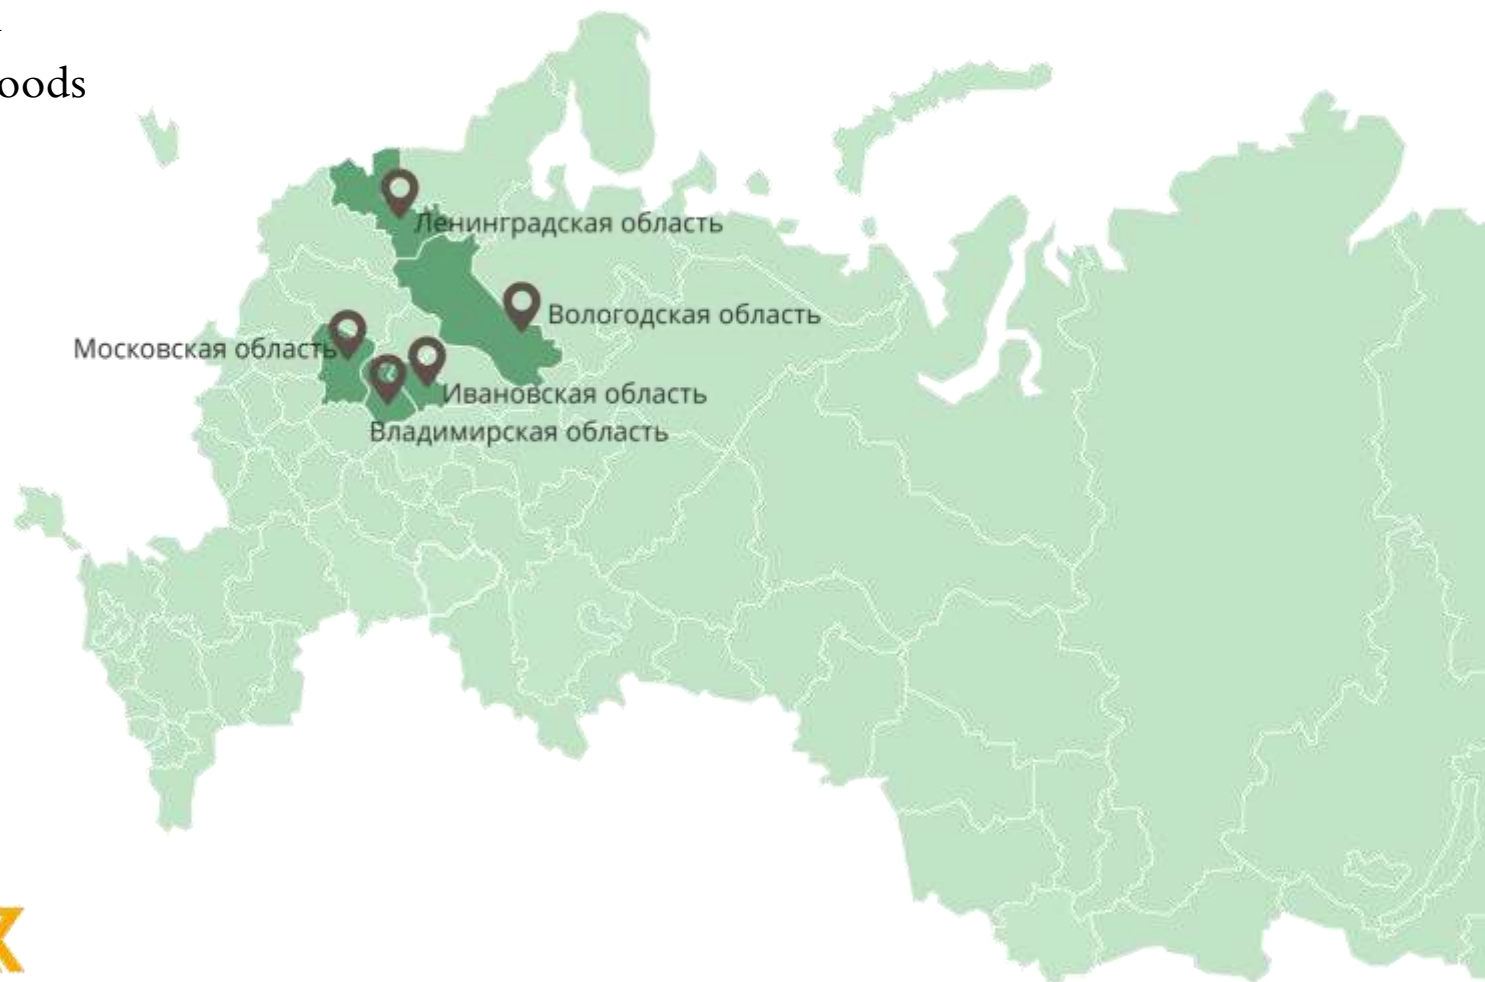 oods
Ленинградская область
Вологодская область
Московская область
Ивановская область
Владимирская область